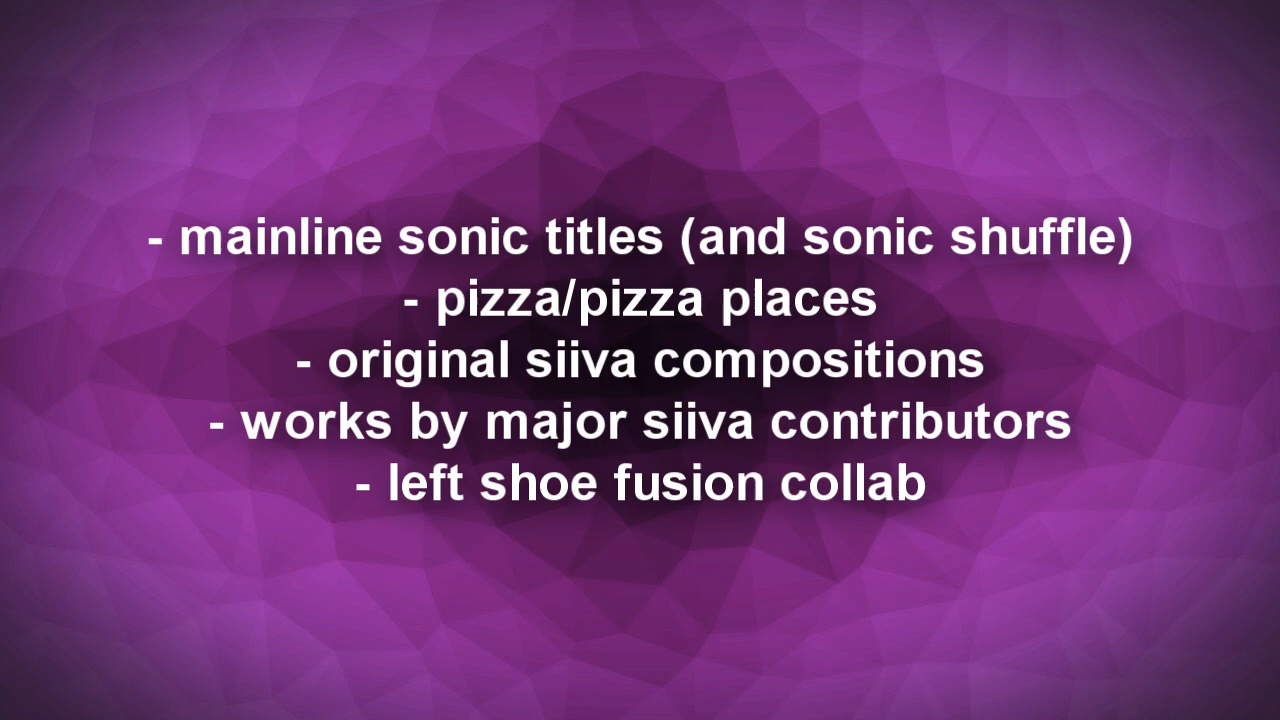 - mainline sonic titles (and sonic shuffle)
- pizza/pizza places
- original siiva compositions
- works by major siiva contributors
- left shoe fusion collab